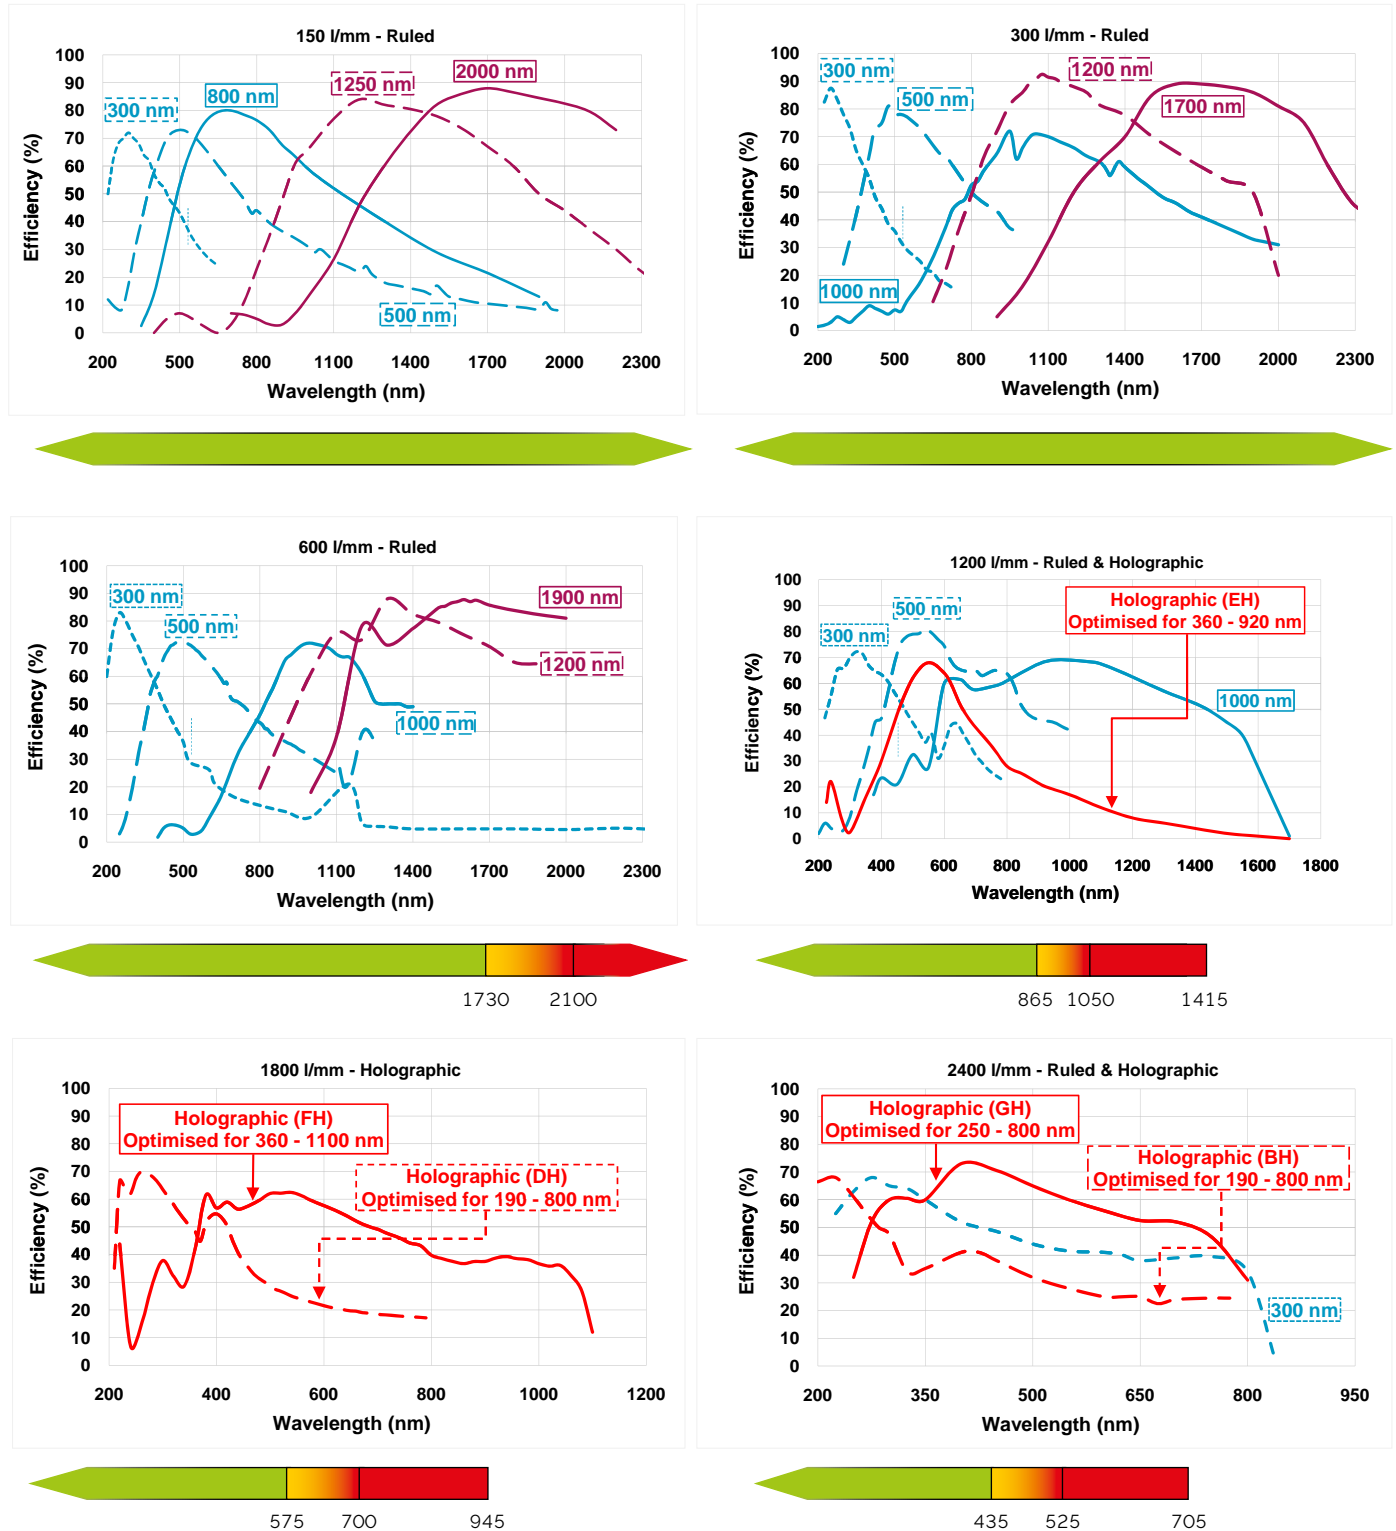 150 l/mm - Ruled
Efficiency (%)
100
90
80
70
60
50
40
30
20
10
0
300 nm
800 nm
1250 nm
2000 nm
500 nm
200 500 800 1100 1400 1700 2000 2300
Wavelength (nm)
300 l/mm - Ruled
Efficiency (%)
100
90
80
70
60
50
40
30
20
10
0
300 nm
500 nm
1200 nm
1700 nm
1000 nm
200 500 800 1100 1400 1700 2000 2300
Wavelength (nm)
600 l/mm - Ruled
Efficiency (%)
100
90
80
70
60
50
40
30
20
10
0
300 nm
500 nm
1900 nm
1200 nm
1000 nm
200 500 800 1100 1400 1700 2000 2300
Wavelength (nm)
1730 2100
1200 l/mm - Ruled & Holographic
Efficiency (%)
100
90
80
70
60
50
40
30
20
10
0
500 nm
300 nm
Holographic (EH)
Optimised for 360 - 920 nm
1000 nm
200 400 600 800 1000 1200 1400 1600 1800
Wavelength (nm)
865 1050 1415
1800 l/mm - Holographic
Efficiency (%)
100
90
80
70
60
50
40
30
20
10
0
Holographic (FH)
Optimised for 360 - 1100 nm
Holographic (DH)
Optimised for 190 - 800 nm
200 400 600 800 1000 1200
Wavelength (nm)
575 700 945
2400 l/mm - Ruled & Holographic
Efficiency (%)
100
90
80
70
60
50
40
30
20
10
0
Holographic (GH)
Optimised for 250 - 800 nm
Holographic (BH)
Optimised for 190 - 800 nm
300 nm
200 350 500 650 800 950
Wavelength (nm)
435 525 705